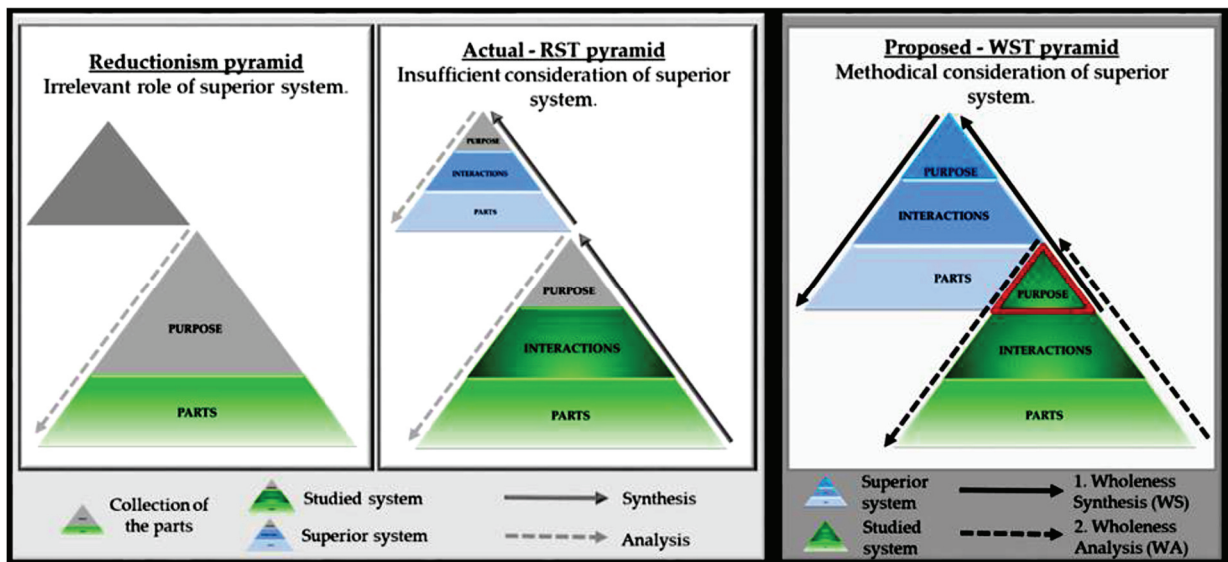 Reductionism pyramid
Irrelevant role of superior system.
PURPOSE
PARTS
Actual - RST pyramid
Insufficient consideration of superior
system.
PURPOSE
INTERACTIONS
PARTS
PURPOSE
INTERACTIONS
PARTS
Collection of
the parts
Studied system
Superior system
Synthesis
Analysis
Proposed - WST pyramid
Methodical consideration of superior
system.
PURPOSE
INTERACTIONS
PARTS
PURPOSE
INTERACTIONS
PARTS
Superior
system
Studied
system
1. Wholeness
Synthesis (WS)
2. Wholeness
Analysis (WA)